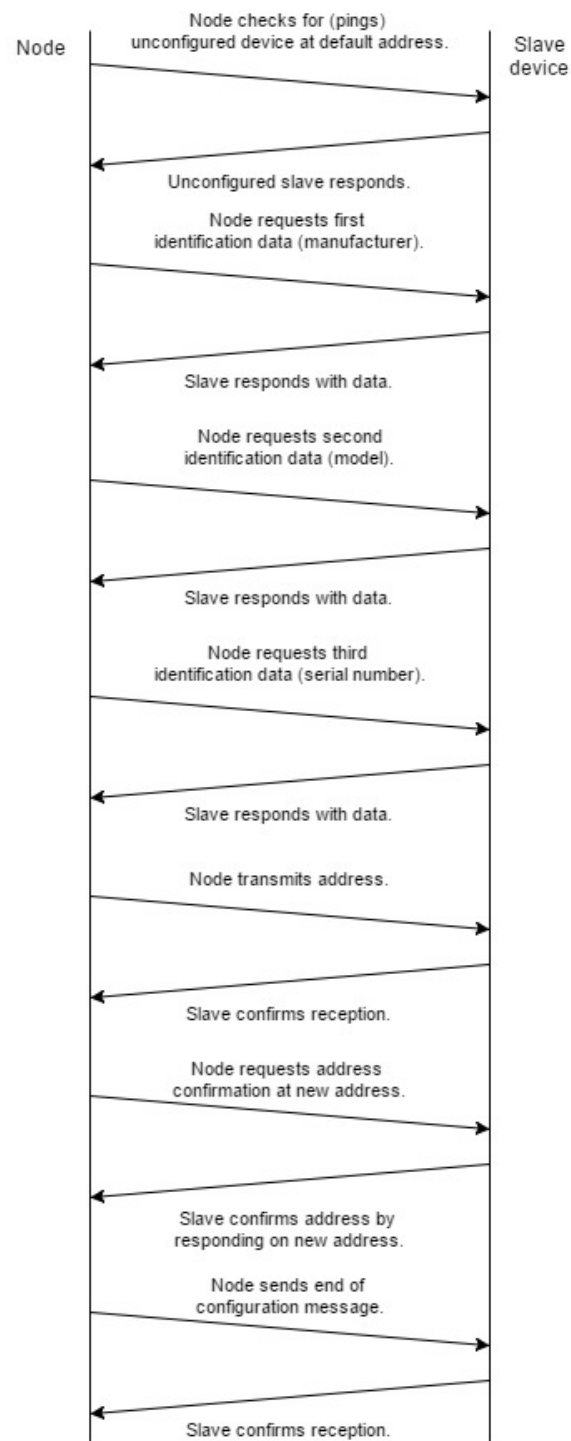 Node checks for (pings)
unconfigured device at default address.
Node
Slave
device
Unconfigured slave responds.
Node requests first
identification data (manufacturer).
Slave responds with data.
Node requests second
identification data (model).
Slave responds with data.
Node requests third
identification data (serial number).
Slave responds with data.
Node transmits address.
Slave confirms reception.
Node requests address
confirmation at new address.
Slave confirms address by
responding on new address.
Node sends end of
configuration message.
Slave confirms reception.